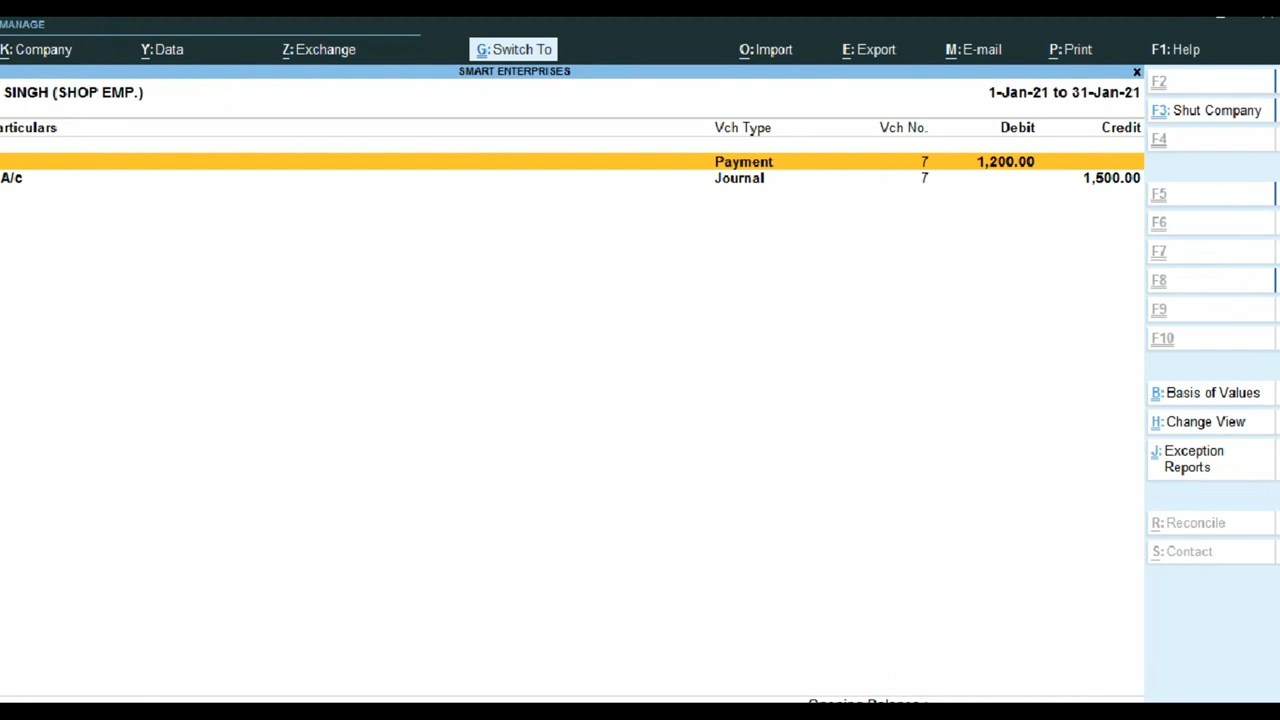 MANAGE
K: Company Y: Data Z: Exchange G: Switch To O: Import E: Export M: E-mail P: Print F1: Help
SMART ENTERPRISES x
SINGH (SHOP EMP.) 1-Jan-21 to 31-Jan-21
articulars Vch Type Vch No. Debit Credit
Payment 7 1,200.00
A/c Journal 7 1,500.00
F2
F3: Shut Company
F4
F5
F6
F7
F8
F9
F10
B: Basis of Values
H: Change View
J: Exception
Reports
R: Reconcile
S: Contact
Opening Balance :